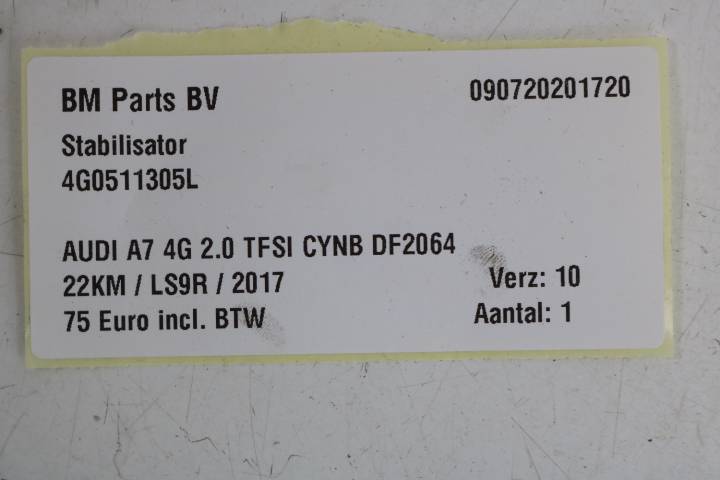 BM Parts BV 090720201720
Stabilisator
4G0511305L
AUDI A7 4G 2.0 TFSI CYNB DF2064
22KM / LS9R / 2017 Verz: 10
75 Euro incl. BTW Aantal: 1